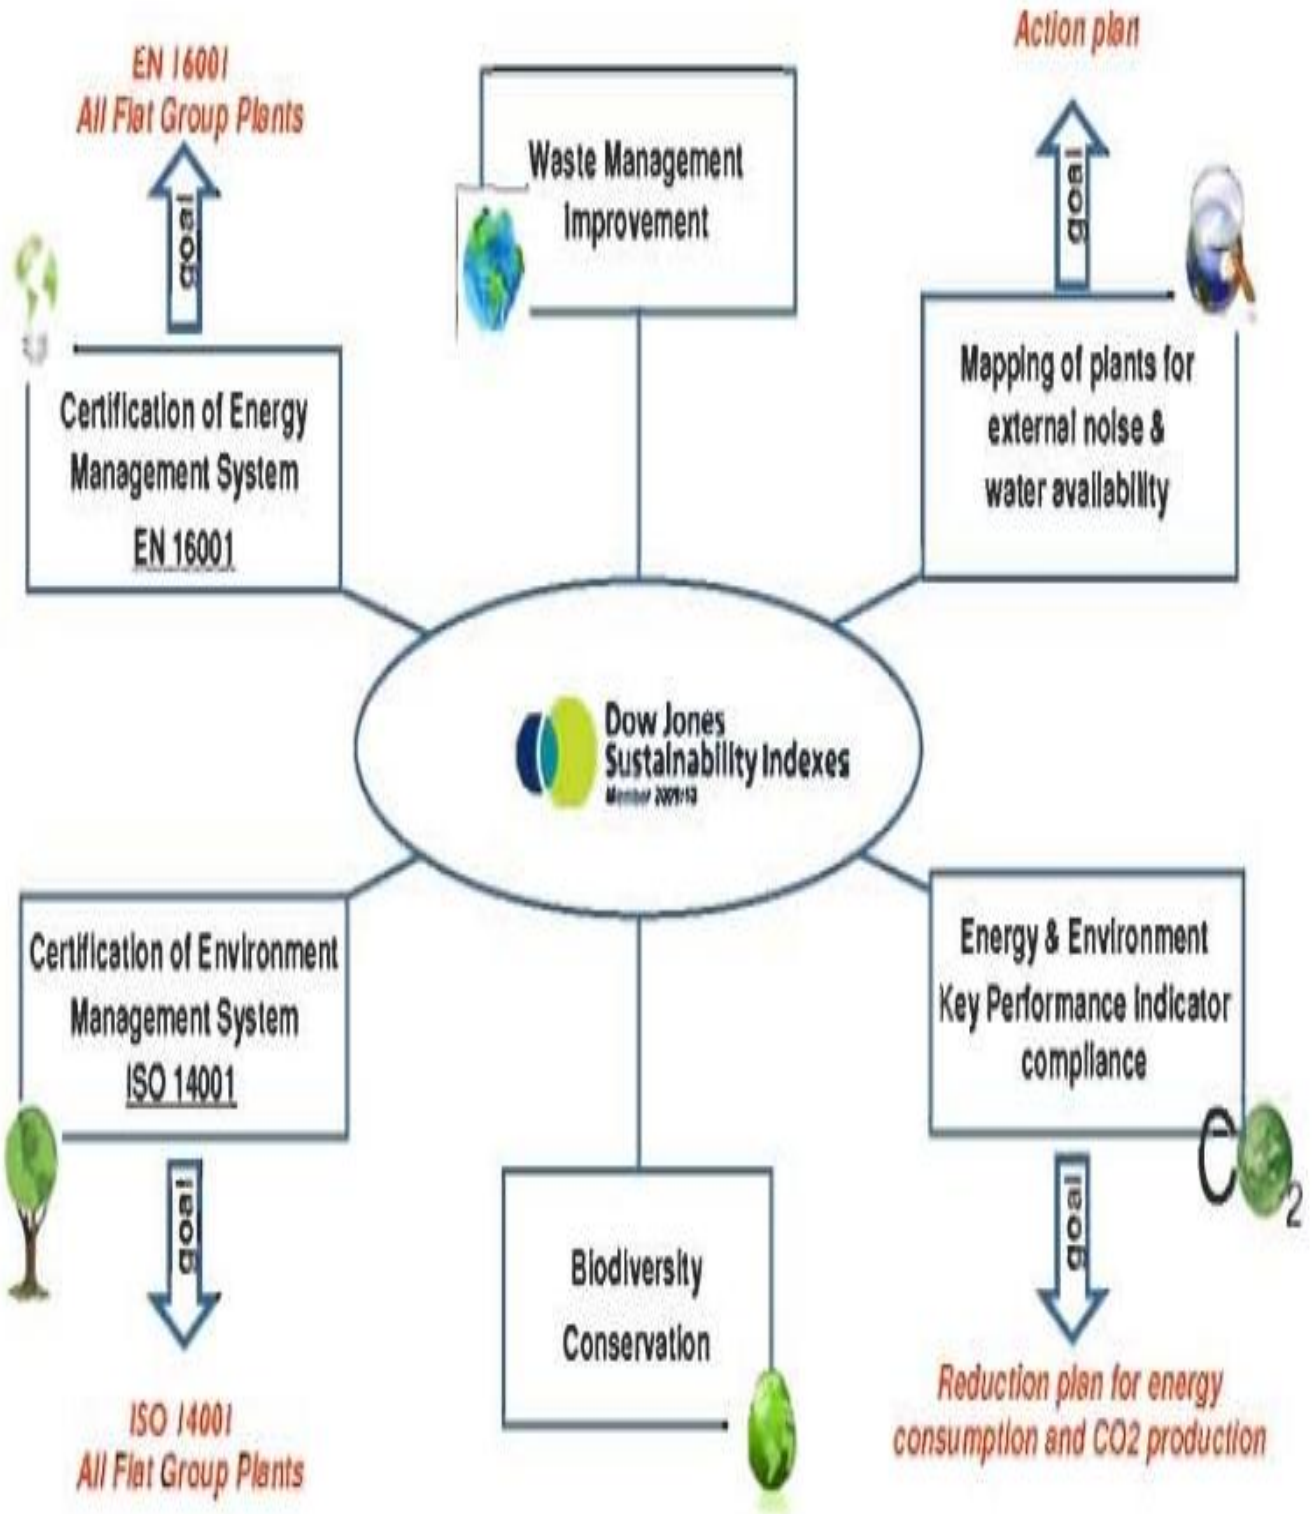 EN 16001
All Fiat Group Plants
goal
Certification of Energy
Management System
EN 16001
Waste Management
Improvement
Action plan
goal
Mapping of plants for
external noise &
water availability
Dow Jones
Sustainability Indexes
Member 2009/10
Certification of Environment
Management System
ISO 14001
goal
ISO 14001
All Fiat Group Plants
Biodiversity
Conservation
Energy & Environment
Key Performance Indicator
compliance
CO2
goal
Reduction plan for energy
consumption and CO2 production